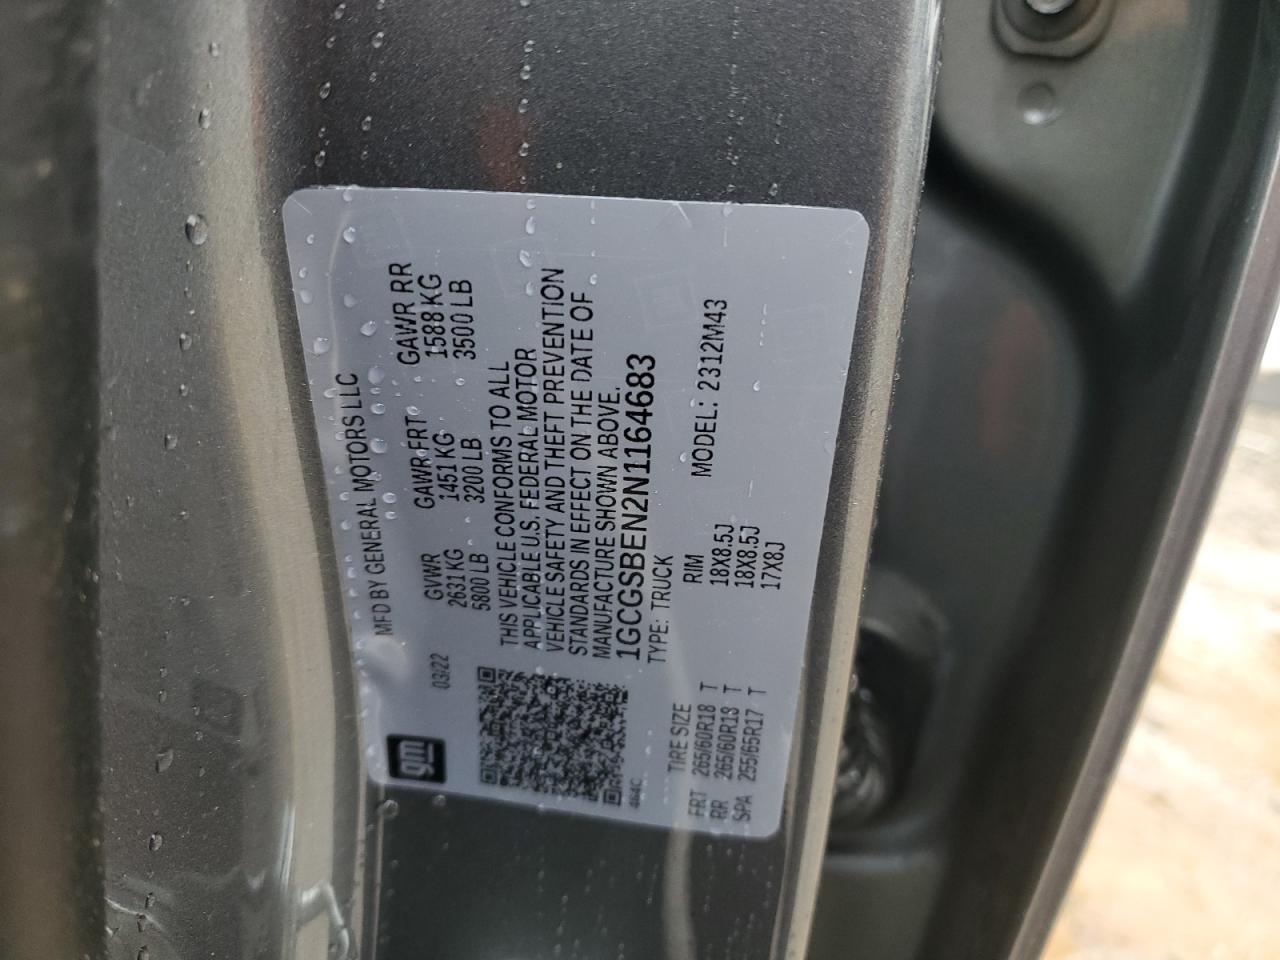 MFD BY GENERAL MOTORS LLC
03/22 GVWR GAWR FRT GAWR RR
2631 KG 1451 KG 1588 KG
5800 LB 3200 LB 3500 LB
gm
THIS VEHICLE CONFORMS TO ALL
APPLICABLE U.S. FEDERAL MOTOR
VEHICLE SAFETY AND THEFT PREVENTION
STANDARDS IN EFFECT ON THE DATE OF
MANUFACTURE SHOWN ABOVE.
1GCGSBEN2N1164683
464C TYPE: TRUCK
TIRE SIZE RIM MODEL: 2312M43
FRT 265/60R18 T 18X8.5J
RR 265/60R18 T 18X8.5J
SPA 255/65R17 T 17X8J